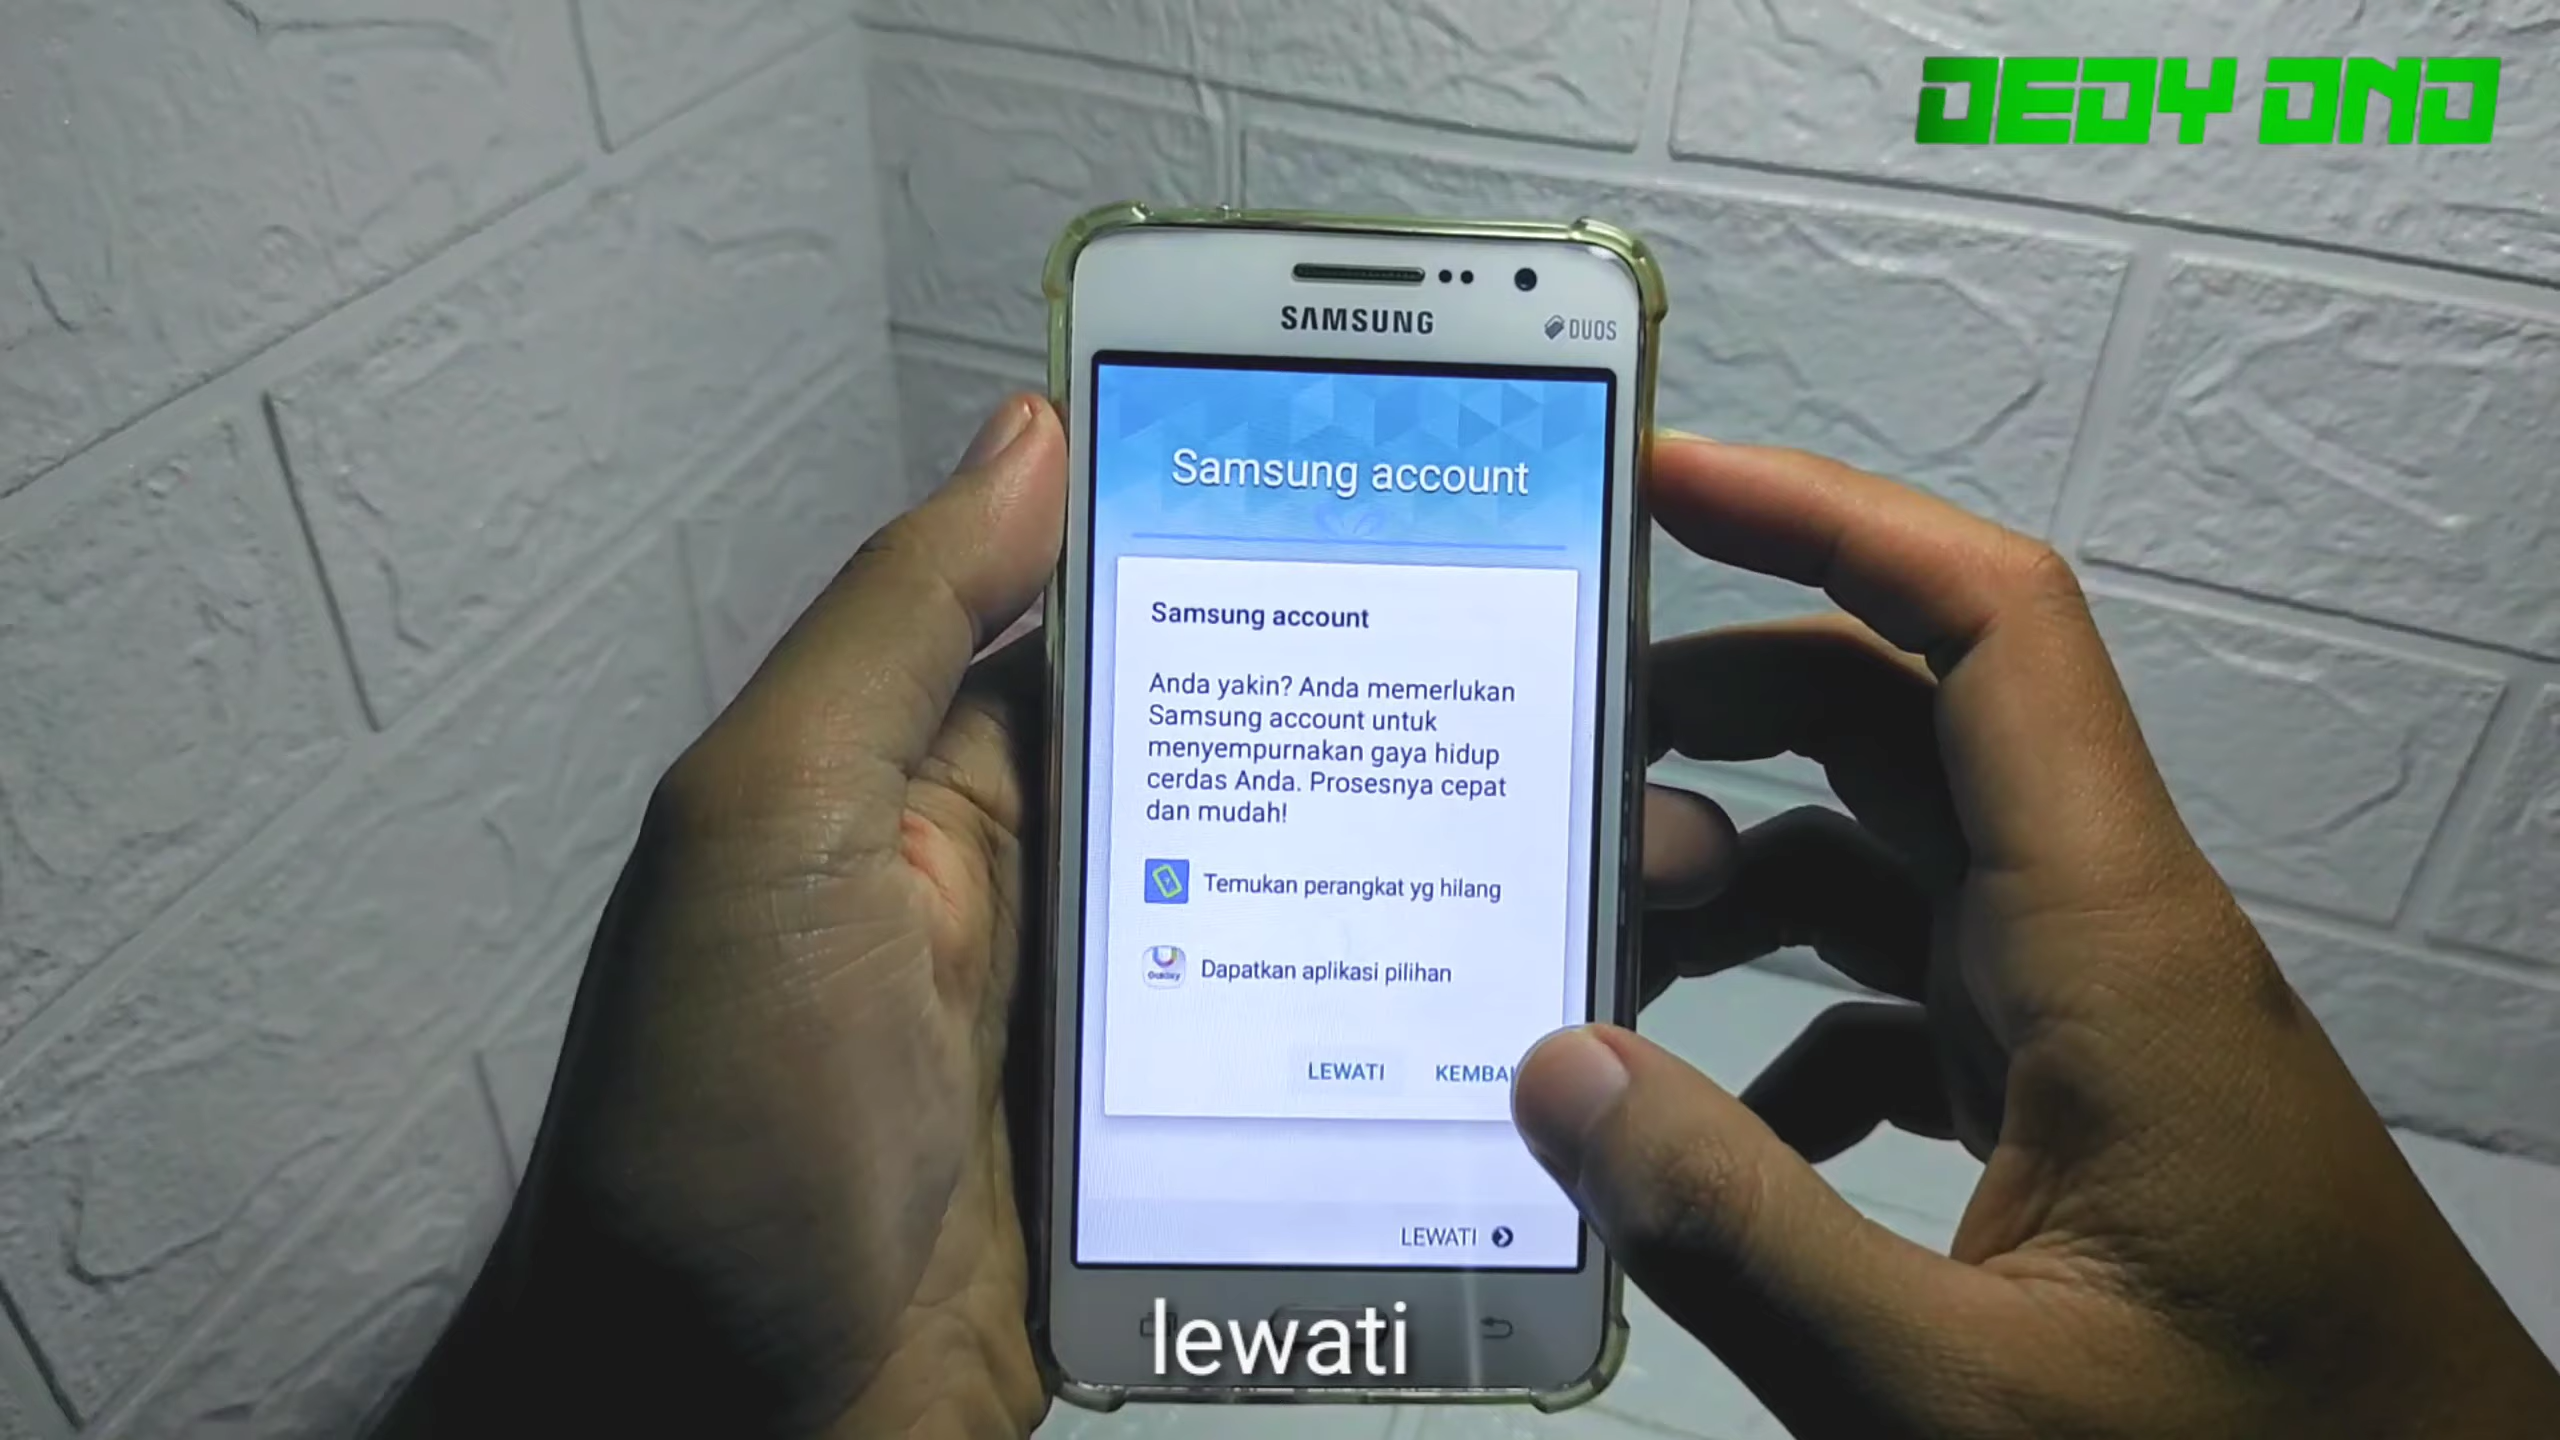 DEDY DND
SAMSUNG
DUOS
Samsung account
Samsung account
Anda yakin? Anda memerlukan
Samsung account untuk
menyempurnakan gaya hidup
cerdas Anda. Prosesnya cepat
dan mudah!
Temukan perangkat yg hilang
Galaxy
Dapatkan aplikasi pilihan
LEWATI
LEWATI
lewati